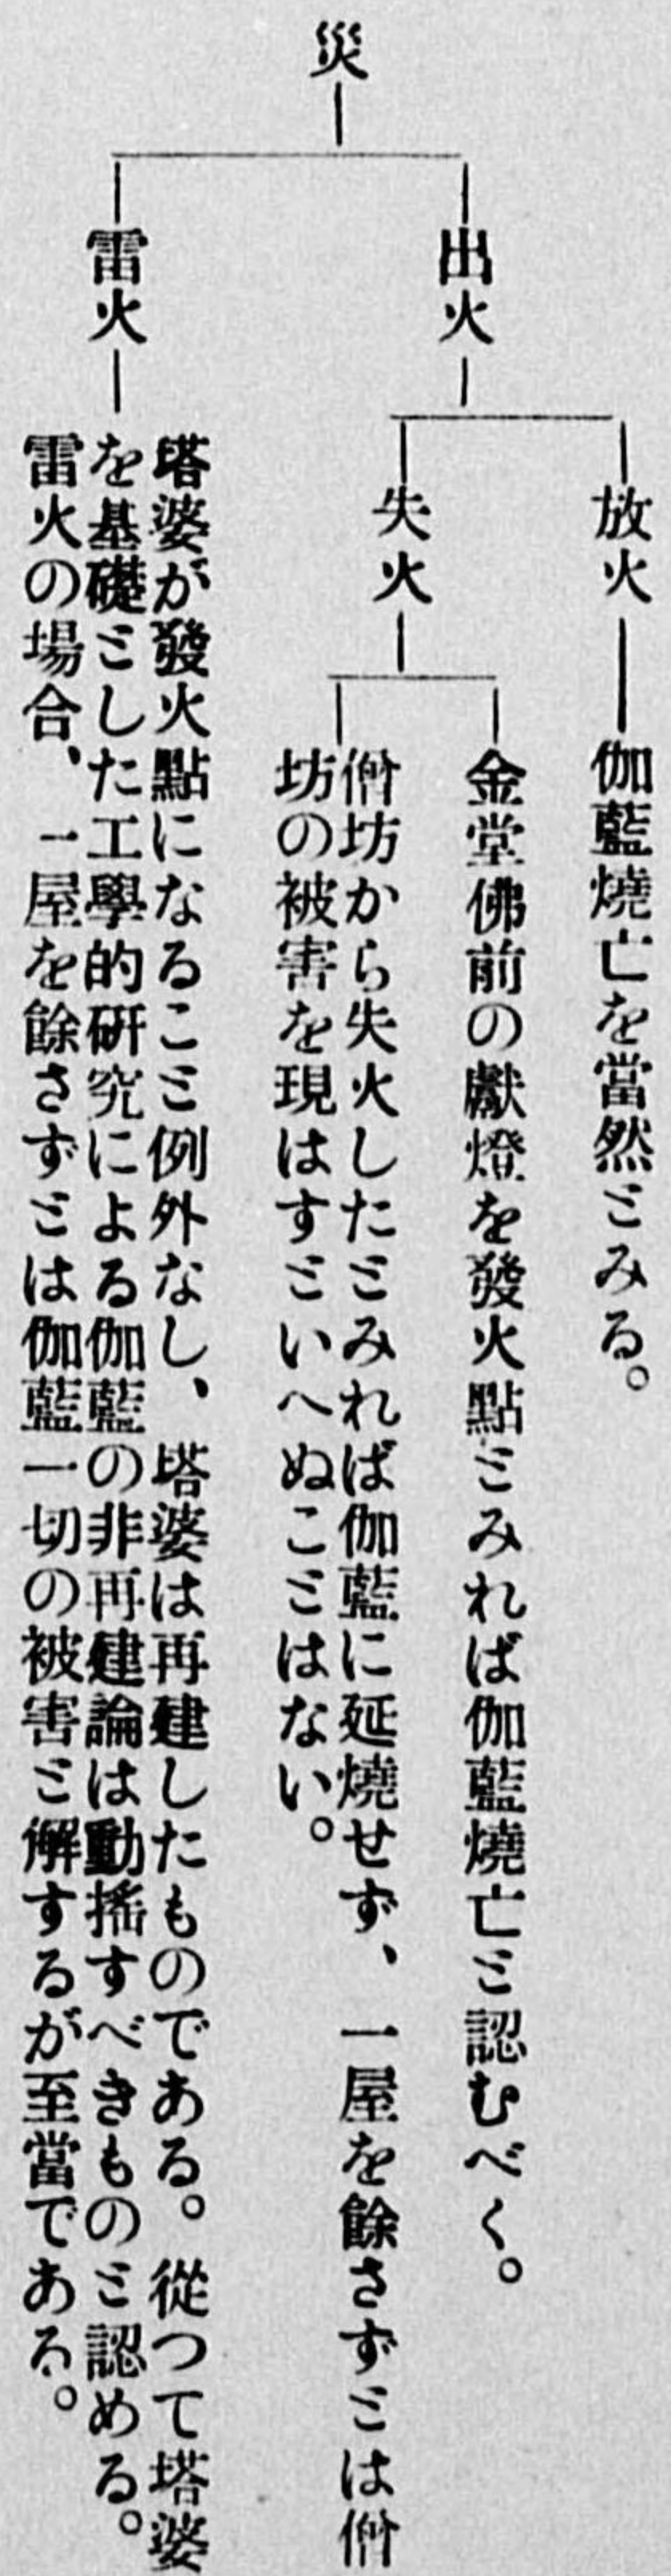 災
出火
放火
伽藍燒亡を當然とみる。
失火
金堂佛前の獻燈を發火點とみれば伽藍燒亡と認むべく。
僧坊から失火したとみれば伽藍に延燒せず、一屋を餘さずとは僧
坊の被害を現はすといへぬことはない。
雷火
塔婆が發火點になること例外なし、塔婆は再建したものである。從つて塔婆
を基礎とした工學的硏究による伽藍の非再建論は動搖すべきものと認める。
雷火の場合、一屋を餘さずとは伽藍一切の被害と解するが至當である。